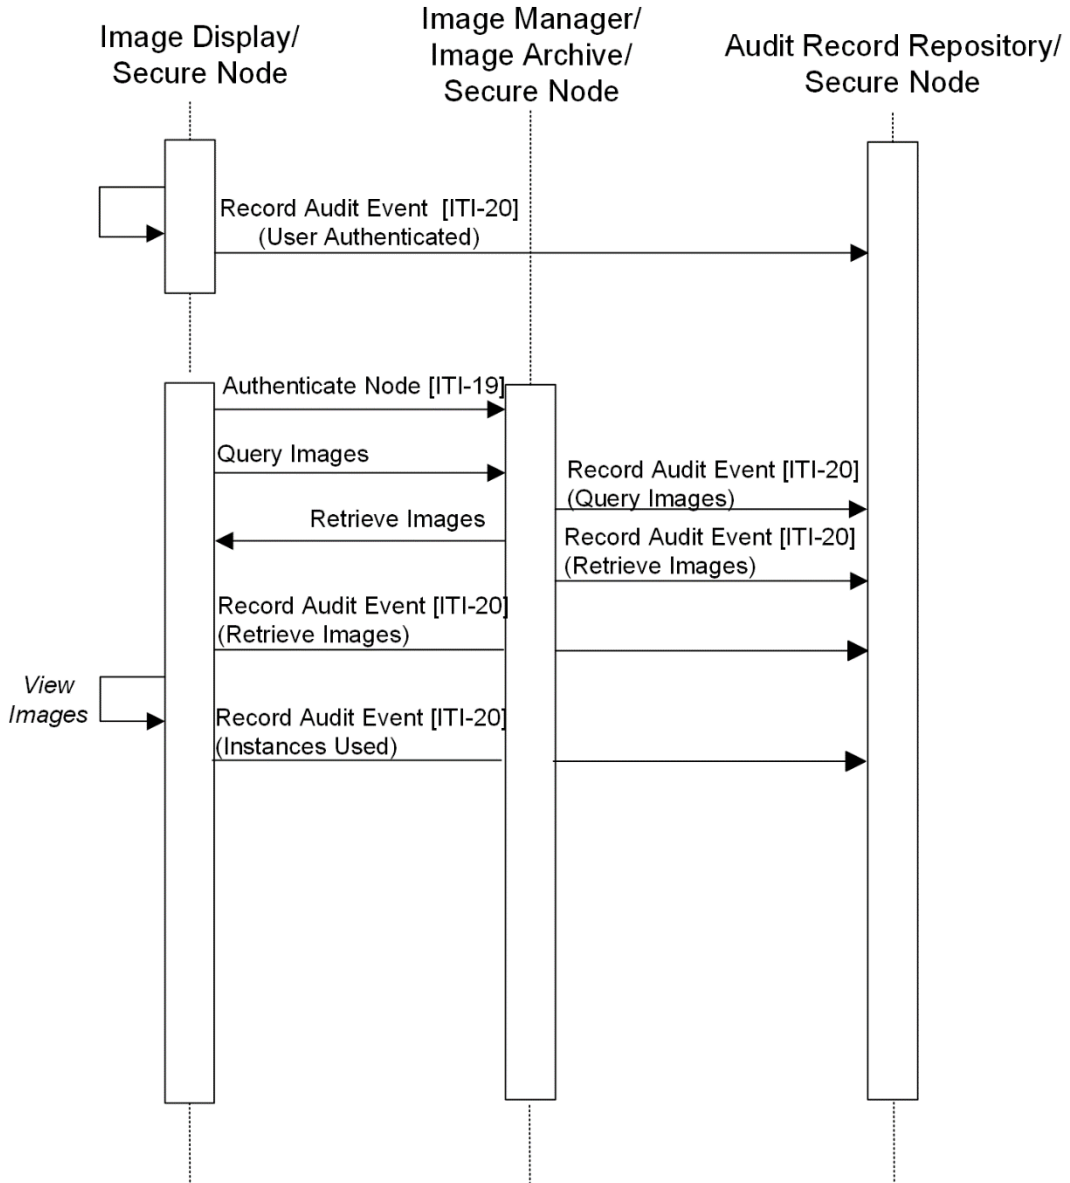 Image Display/
Secure Node
Image Manager/
Image Archive/
Secure Node
Audit Record Repository/
Secure Node
Record Audit Event  [ITI-20]
(User Authenticated)
Authenticate Node [ITI-19]
Query Images
Record Audit Event [ITI-20]
(Query Images)
Retrieve Images
Record Audit Event [ITI-20]
(Retrieve Images)
Record Audit Event [ITI-20]
(Retrieve Images)
View
Images
Record Audit Event [ITI-20]
(Instances Used)